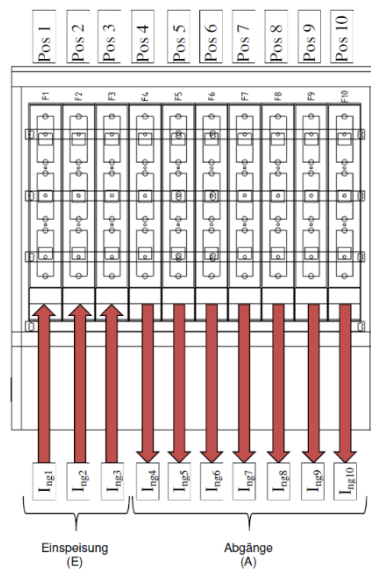 Pos 1 Pos 2 Pos 3 Pos 4 Pos 5 Pos 6 Pos 7 Pos 8 Pos 9 Pos 10
F1 F2 F3 F4 F5 F6 F7 F8 F9 F10
Ing1 Ing2 Ing3 Ing4 Ing5 Ing6 Ing7 Ing8 Ing9 Ing10
Einspeisung Abgänge
(E) (A)